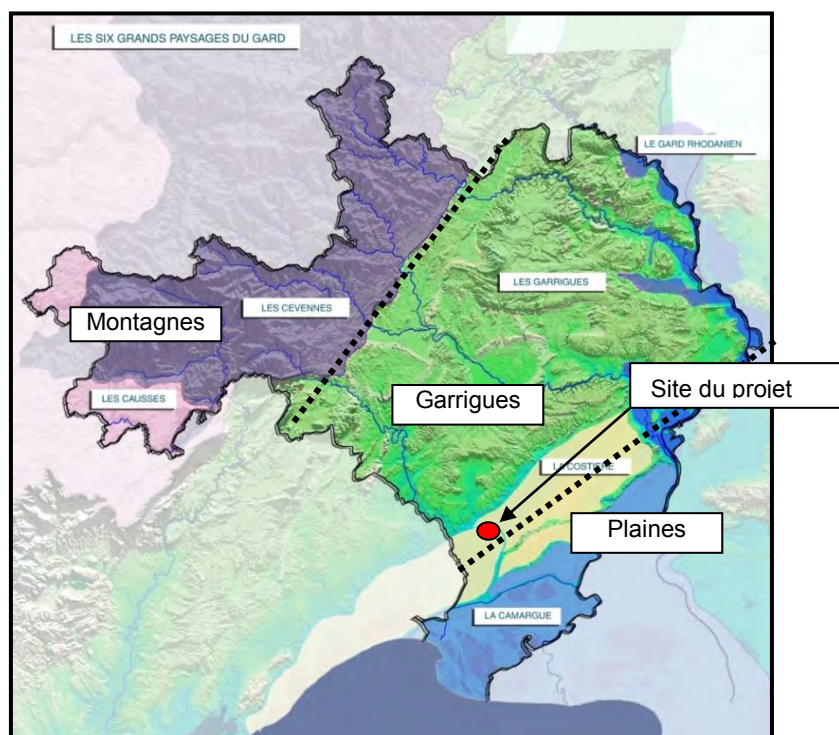 LES SIX GRANDS PAYSAGES DU GARD
LE GARD RHODANIEN
LES GARRIGUES
LES CEVENNES
Montagnes
LES CAUSSES
Garrigues
Site du projet
LA COSTIERE
Plaines
LA CAMARGUE